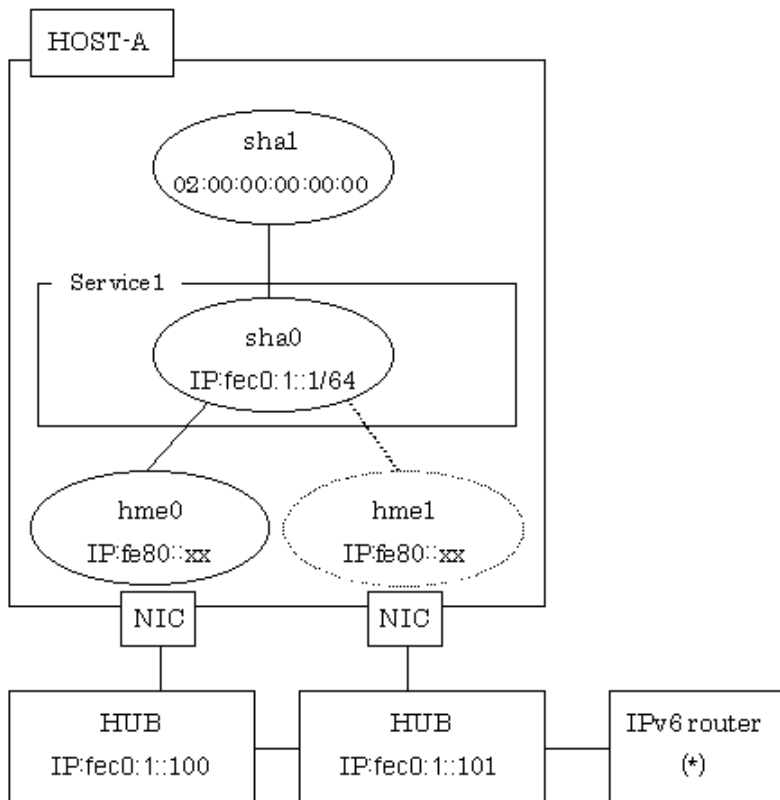 HOST-A
sha1
02:00:00:00:00:00
Service1
sha0
IP:fec0:1::1/64
hme0
IP:fe80::xx
hme1
IP:fe80::xx
NIC
NIC
HUB
IP:fec0:1::100
HUB
IP:fec0:1::101
IPv6 router
(*)